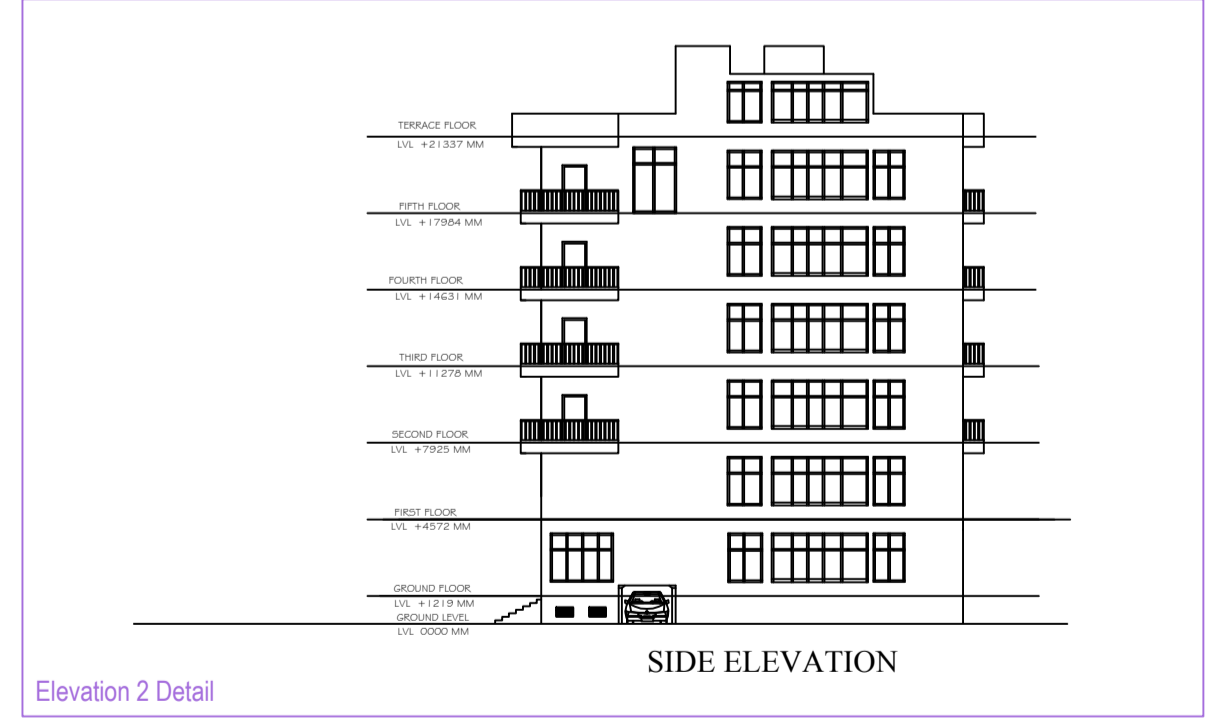 TERRACE FLOOR
LVL +21337 MM
FIFTH FLOOR
LVL +17984 MM
FOURTH FLOOR
LVL +14631 MM
THIRD FLOOR
LVL +11278 MM
SECOND FLOOR
LVL +7925 MM
FIRST FLOOR
LVL +4572 MM
GROUND FLOOR
LVL +1219 MM
GROUND LEVEL
LVL 0000 MM
SIDE ELEVATION
Elevation 2 Detail